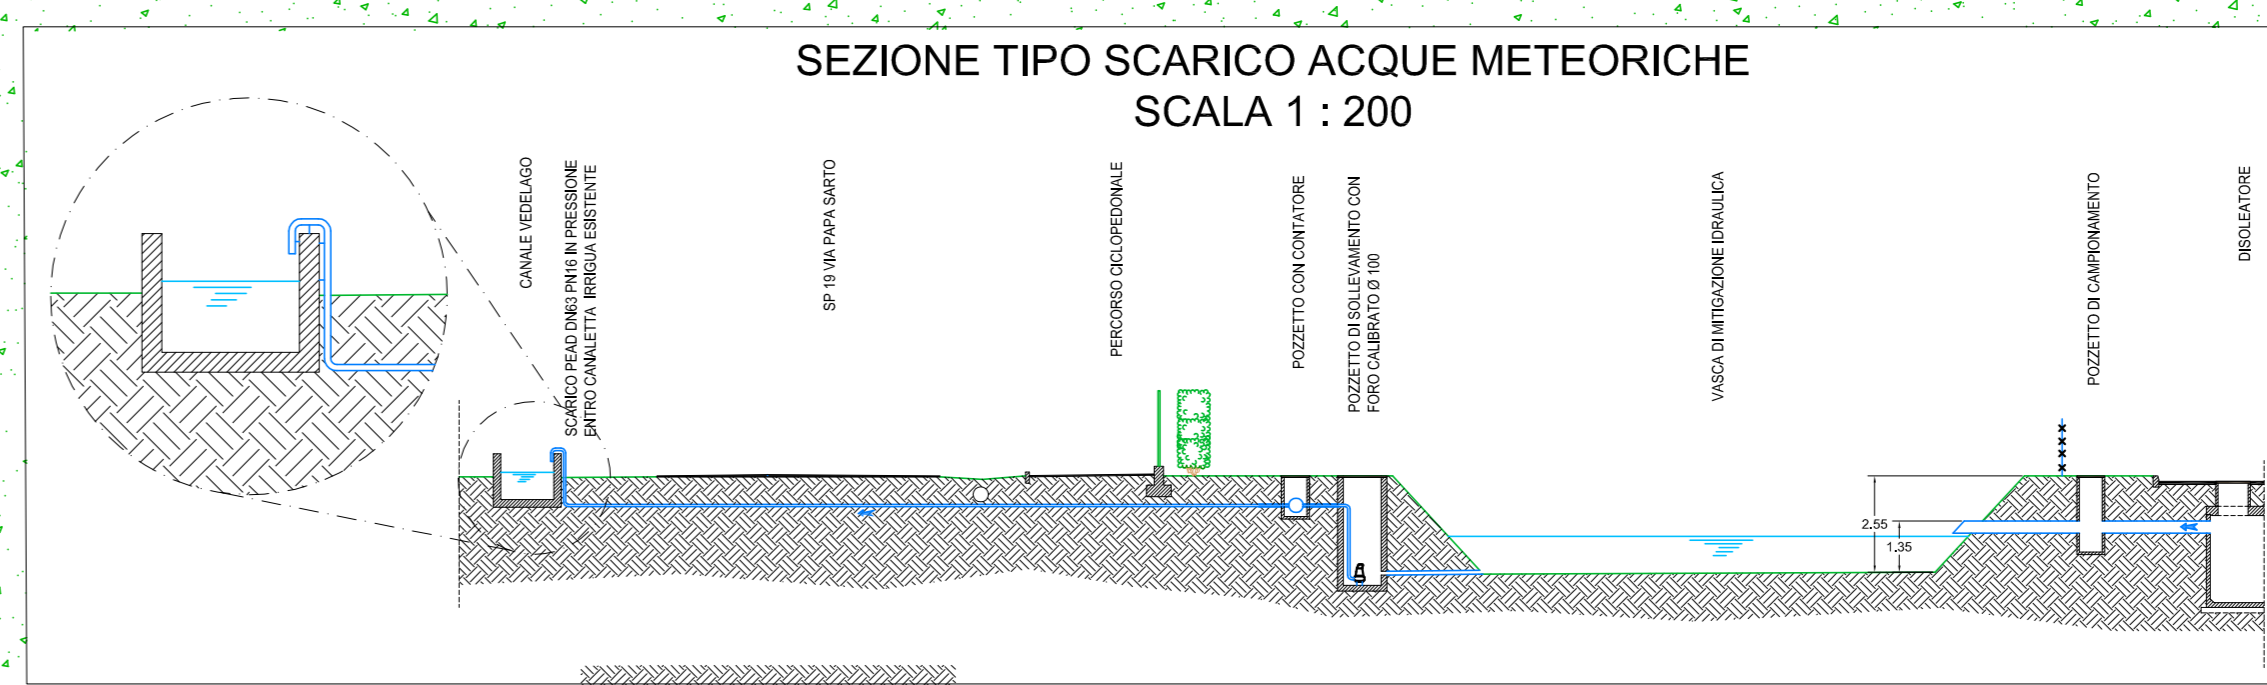 SEZIONE TIPO SCARICO ACQUE METEORICHE
SCALA 1 : 200
CANALE VEDELAGO
SCARICO PEAD DN63 PN16 IN PRESSIONE
ENTRO CANALETTA IRRIGUA ESISTENTE
SP 19 VIA PAPA SARTO
PERCORSO CICLOPEDONALE
POZZETTO CON CONTATORE
POZZETTO DI SOLLEVAMENTO CON
FORO CALIBRATO Ø 100
VASCA DI MITIGAZIONE IDRAULICA
POZZETTO DI CAMPIONAMENTO
DISOLEATORE
2.55
1.35